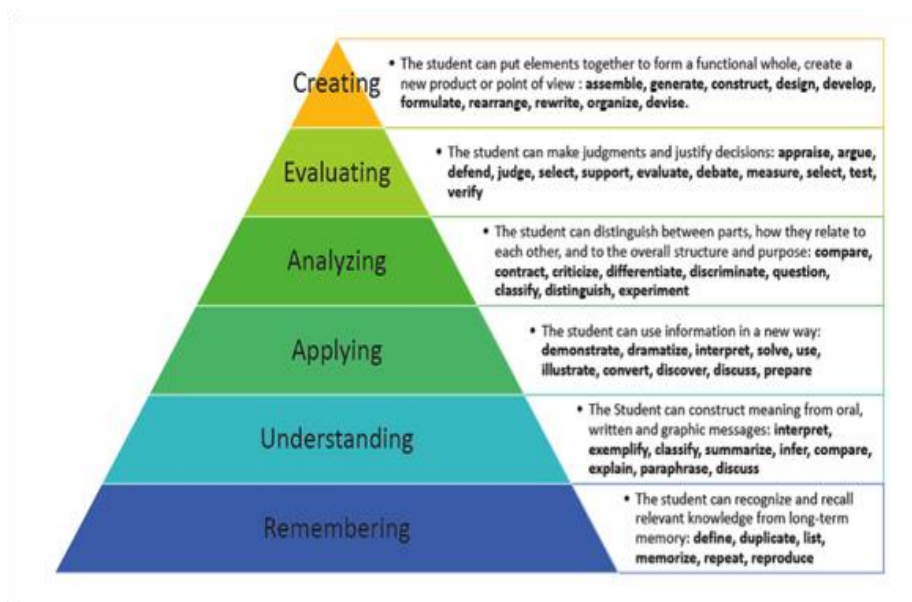 Creating
• The student can put elements together to form a functional whole, create a
new product or point of view : assemble, generate, construct, design, develop,
formulate, rearrange, rewrite, organize, devise.
Evaluating
• The student can make judgments and justify decisions: appraise, argue,
defend, judge, select, support, evaluate, debate, measure, select, test,
verify
Analyzing
• The student can distinguish between parts, how they relate to
each other, and to the overall structure and purpose: compare,
contract, criticize, differentiate, discriminate, question,
classify, distinguish, experiment
Applying
• The student can use information in a new way:
demonstrate, dramatize, interpret, solve, use,
illustrate, convert, discover, discuss, prepare
Understanding
• The Student can construct meaning from oral,
written and graphic messages: interpret,
exemplify, classify, summarize, infer, compare,
explain, paraphrase, discuss
Remembering
• The student can recognize and recall
relevant knowledge from long-term
memory: define, duplicate, list,
memorize, repeat, reproduce